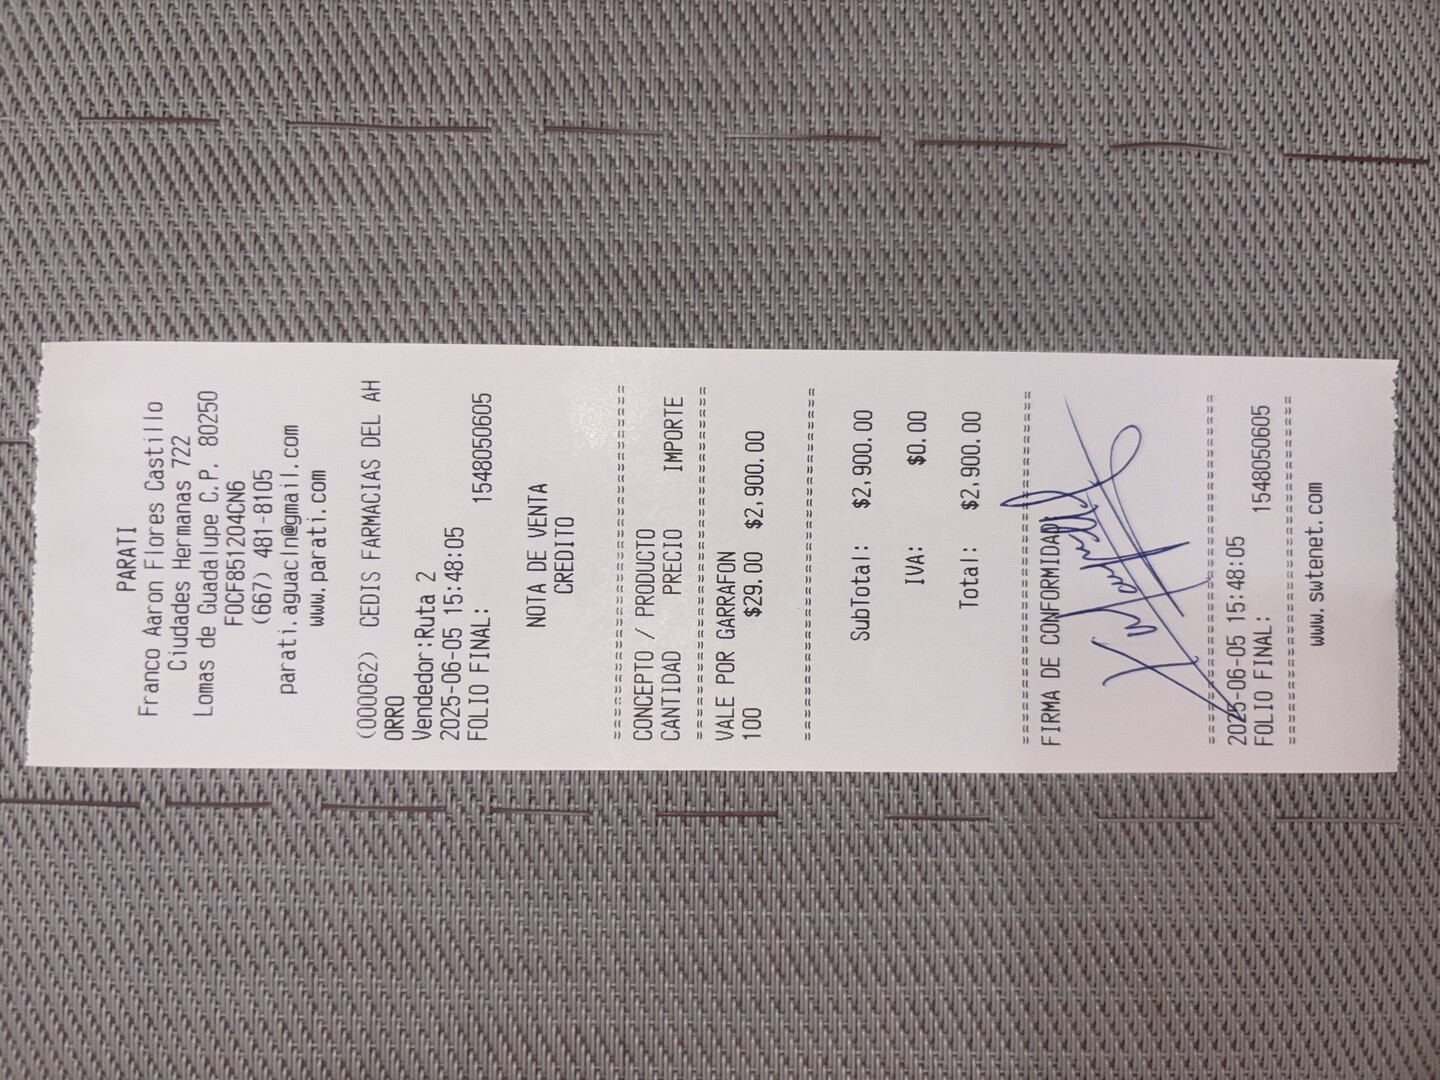 PARATI
Franco Aaron Flores Castillo
Ciudades Hermanas 722
Lomas de Guadalupe C.P. 80250
FOCF851204CN6
(667) 481-8105
parati.aguacln@gmail.com
www.parati.com
(000062) CEDIS FARMACIAS DEL AH
ORRO
Vendedor:Ruta 2
2025-06-05 15:48:05
FOLIO FINAL: 1548050605
NOTA DE VENTA
CREDITO
================================
CONCEPTO / PRODUCTO
CANTIDAD PRECIO IMPORTE
================================
VALE POR GARRAFON
100 $29.00 $2,900.00
================================
SubTotal: $2,900.00
IVA: $0.00
Total: $2,900.00
================================
FIRMA DE CONFORMIDAD
================================
2025-06-05 15:48:05
FOLIO FINAL: 1548050605
================================
www.swtenet.com